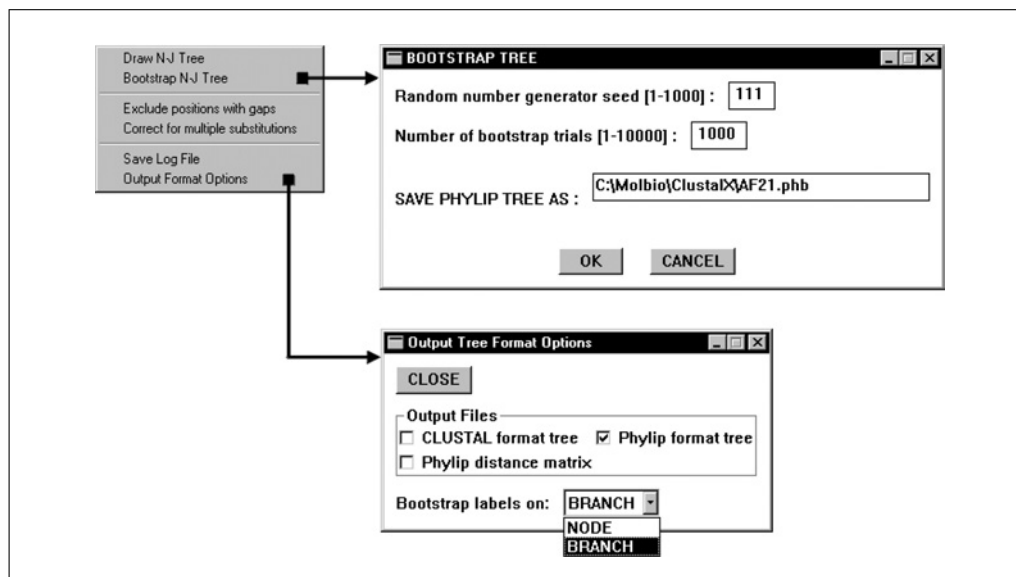 Draw N-J Tree
Bootstrap N-J Tree
Exclude positions with gaps
Correct for multiple substitutions
Save Log File
Output Format Options
BOOTSTRAP TREE
Random number generator seed [1-1000] : 111
Number of bootstrap trials [1-10000] : 1000
SAVE PHYLIP TREE AS : C:\Molbio\ClustalX\AF21.phb
OK CANCEL
Output Tree Format Options
CLOSE
Output Files
CLUSTAL format tree Phylip format tree
Phylip distance matrix
Bootstrap labels on: BRANCH
NODE
BRANCH